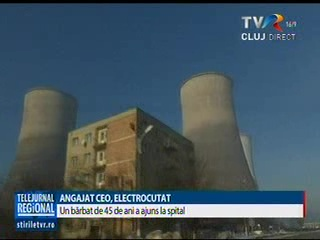 TVR 16/9
CLUJ DIRECT
TELEJURNAL
REGIONAL
stiriletvr.ro
ANGAJAT CEO, ELECTROCUTAT
Un bărbat de 45 de ani a ajuns la spital